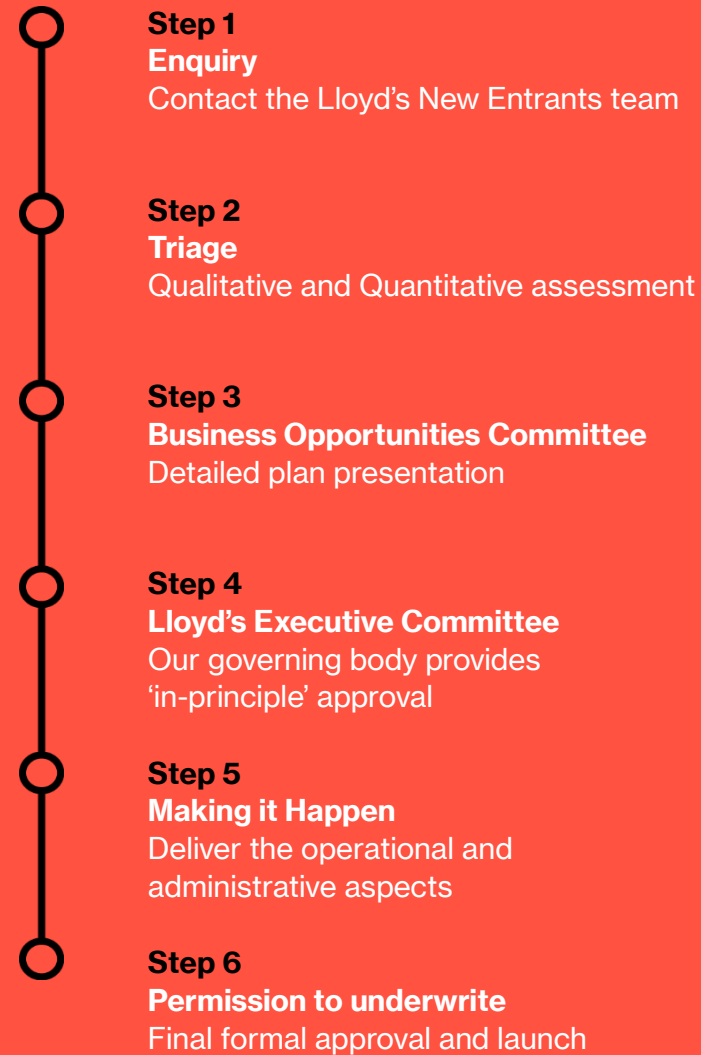 Step 1
Enquiry
Contact the Lloyd’s New Entrants team
Step 2
Triage
Qualitative and Quantitative assessment
Step 3
Business Opportunities Committee
Detailed plan presentation
Step 4
Lloyd’s Executive Committee
Our governing body provides
‘in-principle’ approval
Step 5
Making it Happen
Deliver the operational and
administrative aspects
Step 6
Permission to underwrite
Final formal approval and launch